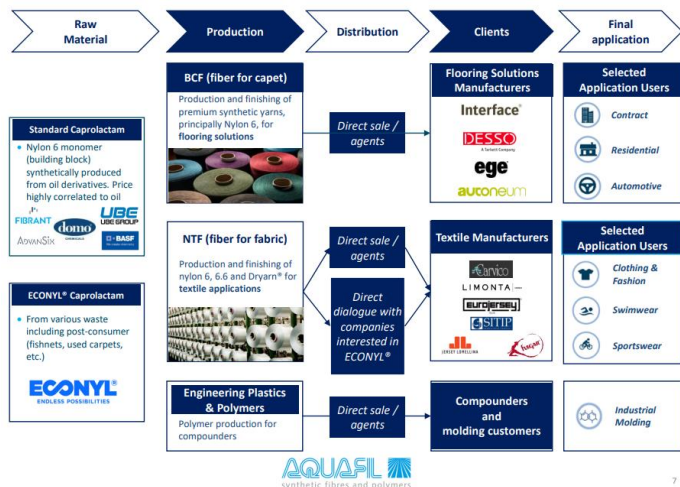 Raw
Material
Production
Distribution
Clients
Final
application
Standard Caprolactam
• Nylon 6 monomer
(building block)
synthetically produced
from oil derivatives. Price
highly correlated to oil
FIBRANT
domo
CHEMICALS
UBE
UBE GROUP
ADVANSIX
BASF
ECONYL® Caprolactam
• From various waste
including post-consumer
(fishnets, used carpets,
etc.)
ECONYL®
ENDLESS POSSIBILITIES
BCF (fiber for capet)
Production and finishing of
premium synthetic yarns,
principally Nylon 6, for
flooring solutions
NTF (fiber for fabric)
Production and finishing of
nylon 6, 6.6 and Dryarn® for
textile applications
Engineering Plastics
& Polymers
Polymer production for
compounders
Direct sale /
agents
Direct sale /
agents
Direct
dialogue with
companies
interested in
ECONYL®
Direct sale /
agents
Flooring Solutions
Manufacturers
Interface®
DESSO
A Tarkett Company
ege
autoneum
Textile Manufacturers
Carvico
LIMONTA
EUROJERSEY
SITIP
JERSEY LOMELLINA
Fulgar
Compounders
and
molding customers
Selected
Application Users
Contract
Residential
Automotive
Selected
Application Users
Clothing &
Fashion
Swimwear
Sportswear
Industrial
Molding
AQUAFIL
synthetic fibres and polymers
7